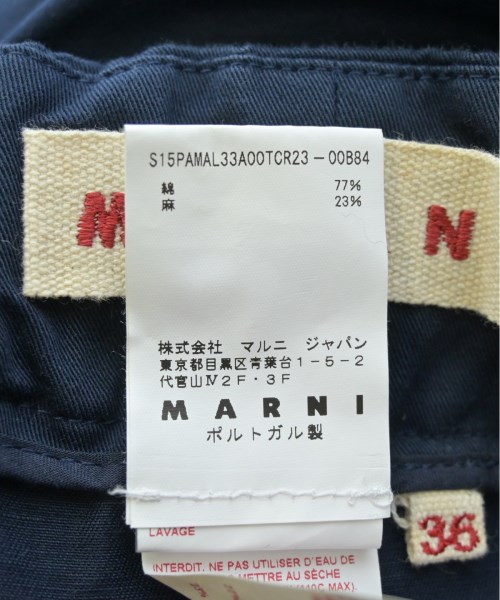 S15PAMAL33A00TCR23-00B84
綿 77%
麻 23%
M
N
株式会社 マルニ ジャパン
東京都目黒区青葉台1-5-2
代官山Ⅳ2F・3F
MARNI
ポルトガル製
36
LAVAGE
INTERDIT. NE PAS UTILISER D'EAU DE
METTRE AU SÈCHE
MAX).